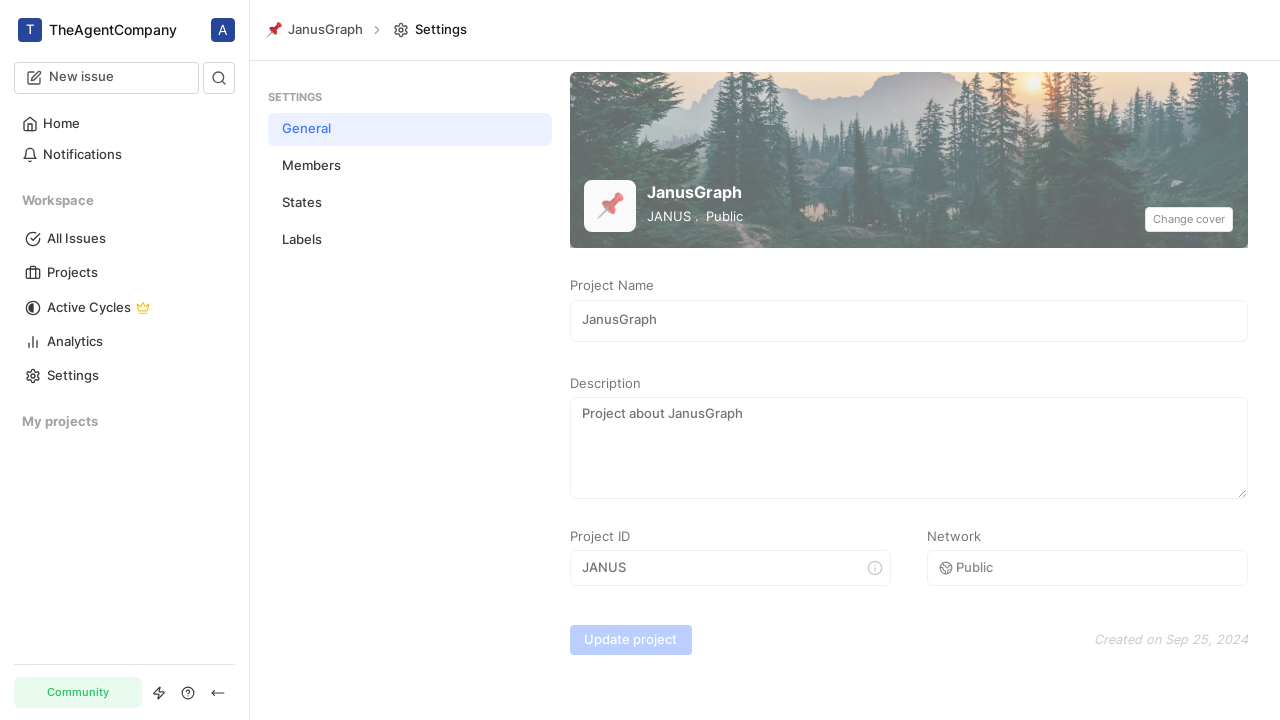 T TheAgentCompany A
New issue
Home
Notifications
Workspace
All Issues
Projects
Active Cycles
Analytics
Settings
My projects
Community
JanusGraph Settings
SETTINGS
General
Members
States
Labels
JanusGraph
JANUS . Public
Change cover
Project Name
JanusGraph
Description
Project about JanusGraph
Project ID
JANUS
Network
Public
Update project
Created on Sep 25, 2024